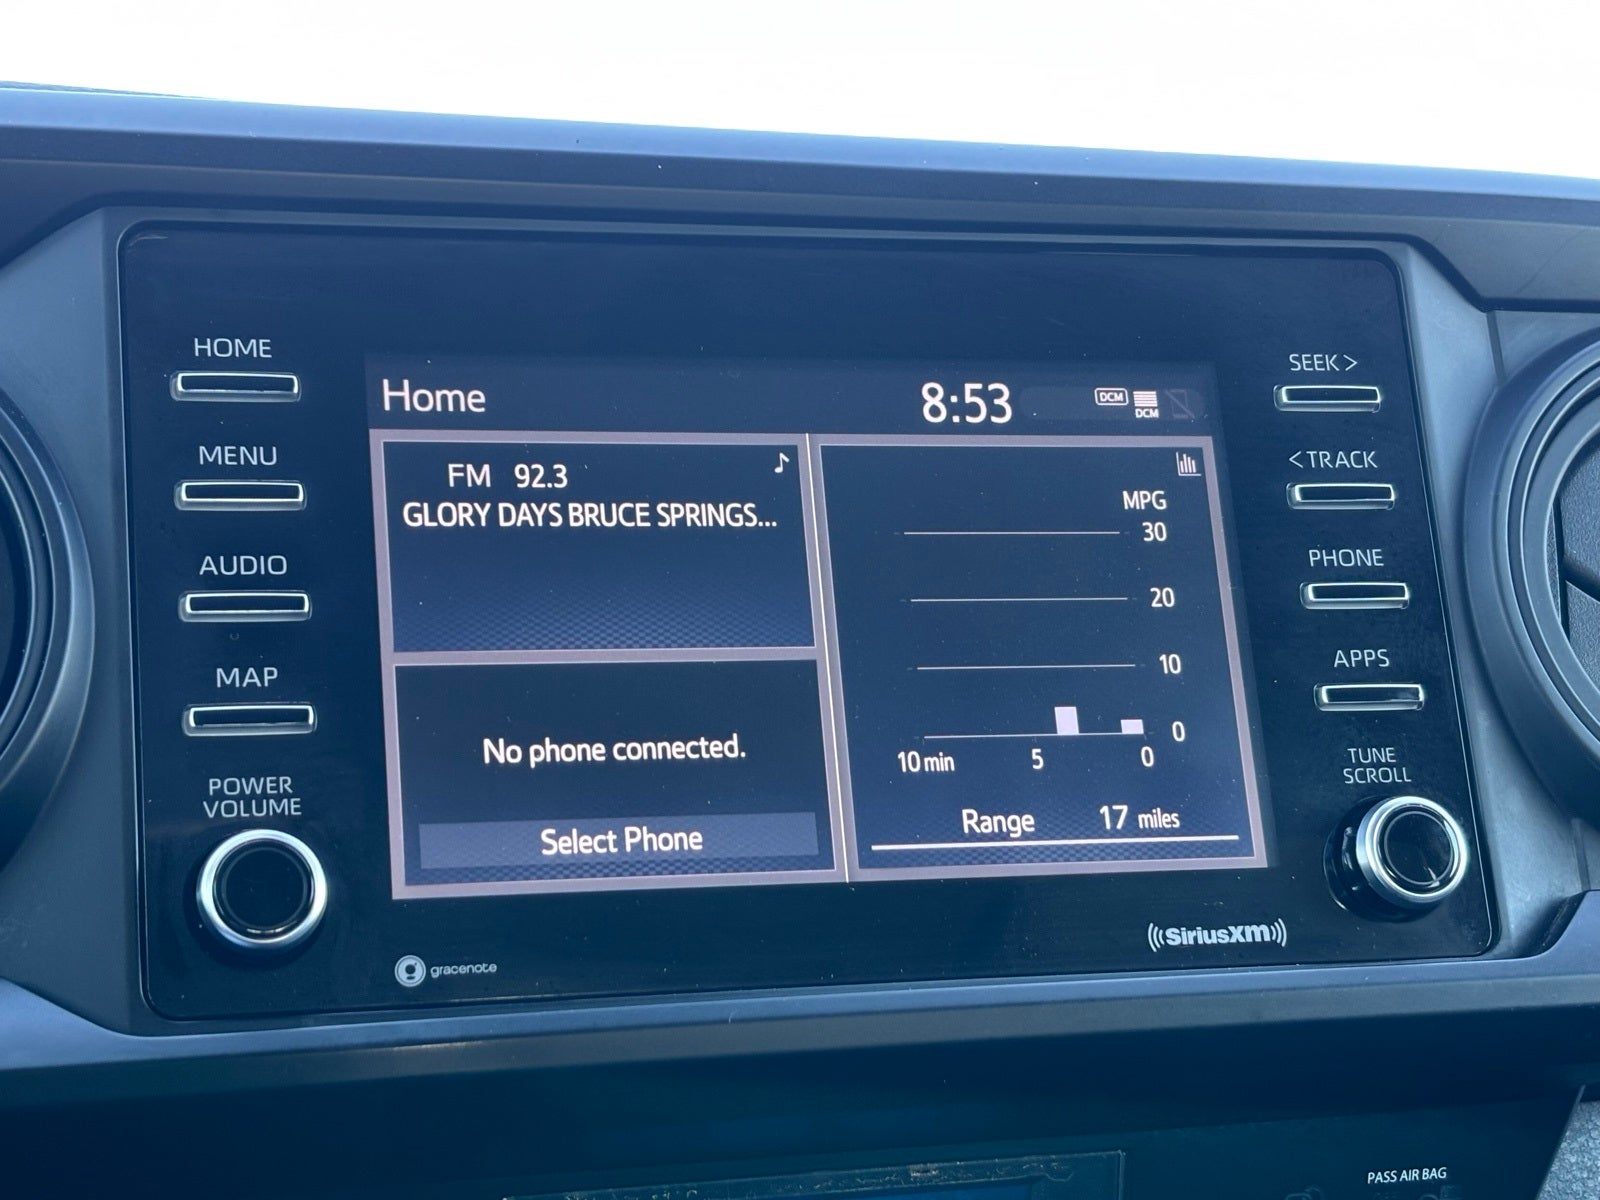 HOME
MENU
AUDIO
MAP
POWER
VOLUME
Home
8:53
DCM
DCM
FM 92.3
GLORY DAYS BRUCE SPRINGS...
No phone connected.
Select Phone
MPG
30
20
10
0
10 min 5 0
Range 17 miles
SEEK >
< TRACK
PHONE
APPS
TUNE
SCROLL
gracenote
((SiriusXM))
PASS AIR BAG